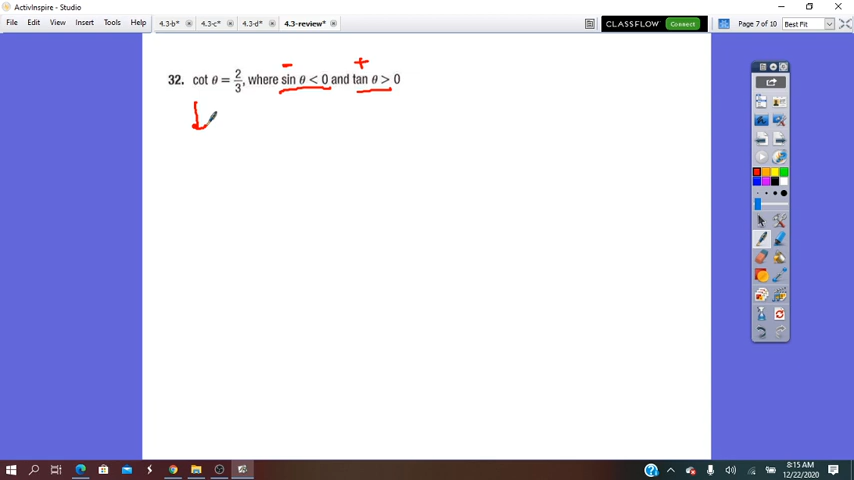 ActivInspire - Studio
File Edit View Insert Tools Help 4.3-b* 4.3-c* 4.3-d* 4.3-review* CLASSFLOW Connect Page 7 of 10 Best Fit
- +
32. cot θ = 2/3, where sin θ < 0 and tan θ > 0
8:15 AM
12/22/2020